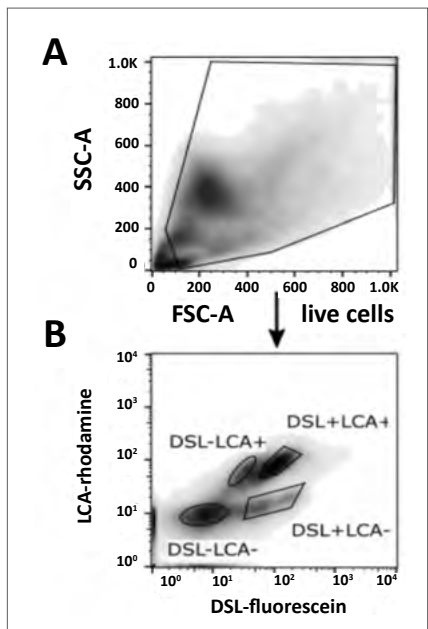 A
SSC-A
1.0K
800
600
400
200
0
0 200 400 600 800 1.0K
FSC-A live cells
B
LCA-rhodamine
10⁴
10³
10²
10¹
10⁰
DSL+LCA+
DSL-LCA+
DSL+LCA-
DSL-LCA-
10⁰ 10¹ 10² 10³ 10⁴
DSL-fluorescein